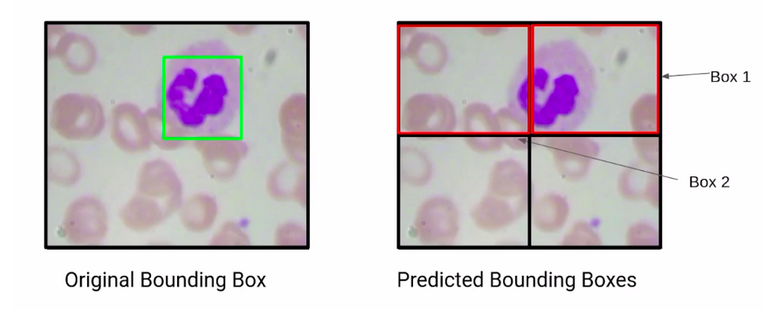 Box 1
Box 2
Original Bounding Box
Predicted Bounding Boxes